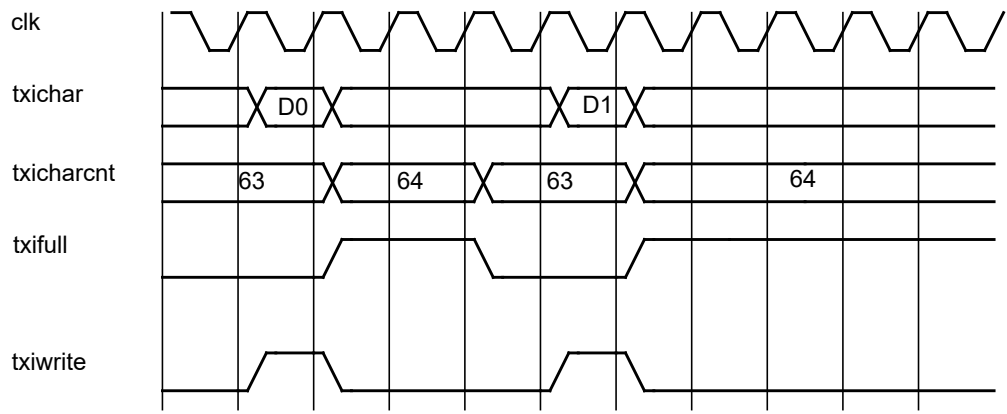 clk
txichar D0 D1
txicharcnt 63 64 63 64
txifull
txiwrite